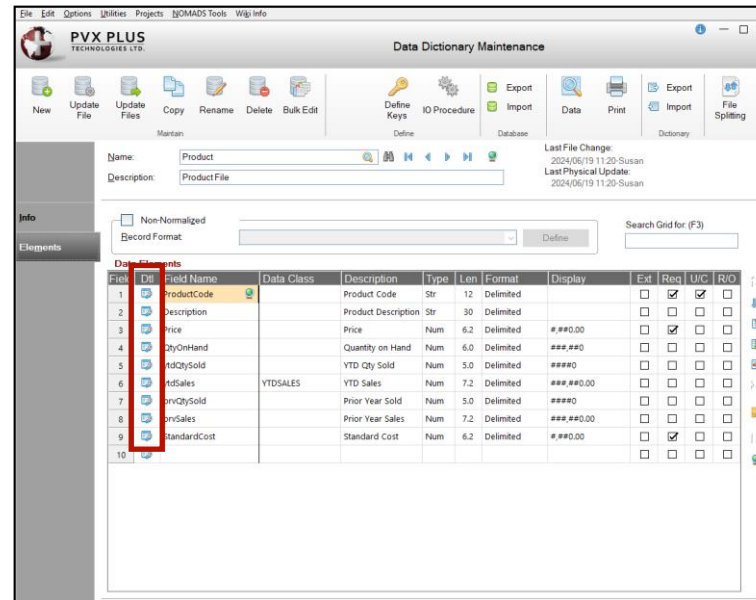 File Edit Options Utilities Projects NOMADS Tools Wiki Info
PVX PLUS
TECHNOLOGIES LTD.
Data Dictionary Maintenance
New Update File Update Files Copy Rename Delete Bulk Edit Define Keys IO Procedure Export Import Data Print Export Import File Splitting
Maintain Define Database Dictionary
Name: Product
Description: Product File
Last File Change:
2024/06/19 11:20-Susan
Last Physical Update:
2024/06/19 11:20-Susan
Info
Elements
Non-Normalized
Record Format: Define
Search Grid for: (F3)
Data Elements
Field Dtl Field Name Data Class Description Type Len Format Display Ext Req U/C R/O
1 ProductCode Product Code Str 12 Delimited
2 Description Product Description Str 30 Delimited
3 Price Price Num 6.2 Delimited #,##0.00
4 QtyOnHand Quantity on Hand Num 6.0 Delimited ###,##0
5 ytdQtySold YTD Qty Sold Num 5.0 Delimited ####0
6 ytdSales YTDSALES YTD Sales Num 7.2 Delimited ###,##0.00
7 prvQtySold Prior Year Sold Num 5.0 Delimited ####0
8 prvSales Prior Year Sales Num 7.2 Delimited ###,##0.00
9 StandardCost Standard Cost Num 6.2 Delimited #,##0.00
10